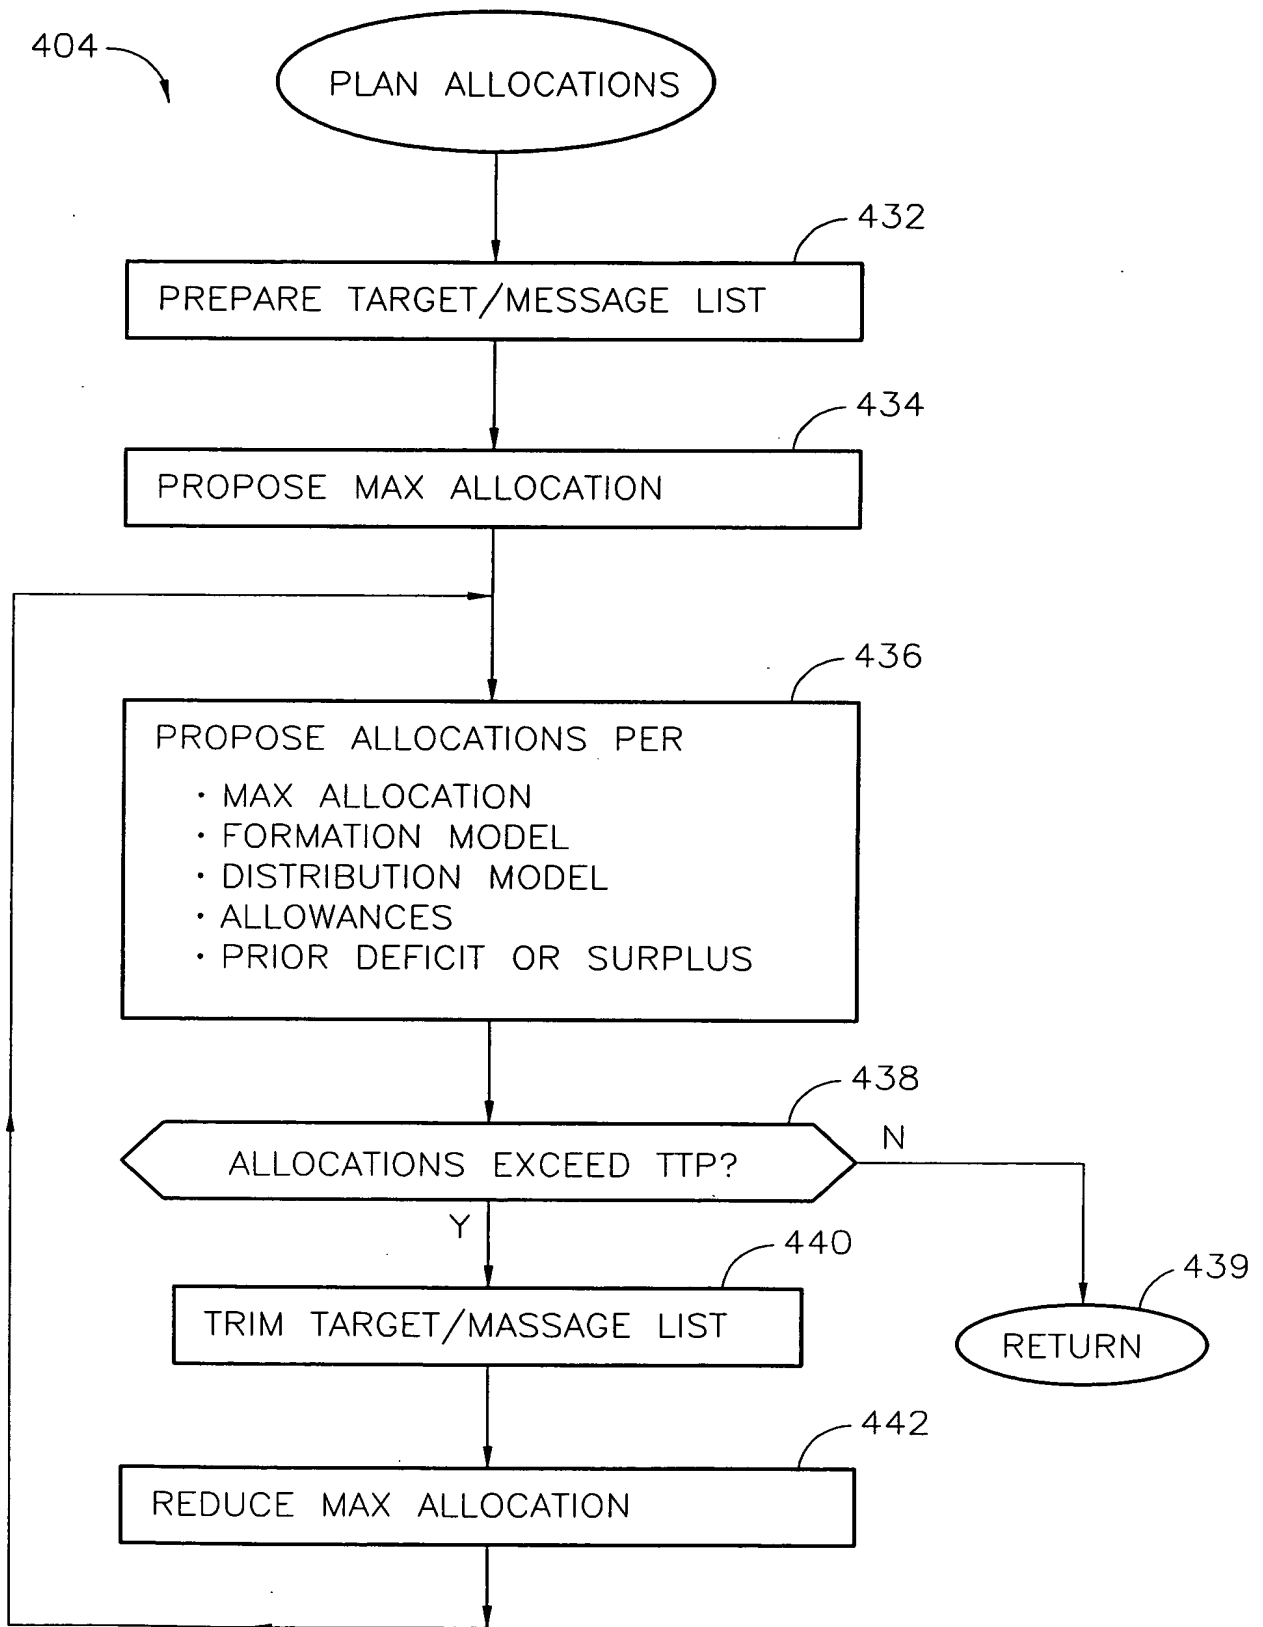 404
PLAN ALLOCATIONS
432
PREPARE TARGET/MESSAGE LIST
434
PROPOSE MAX ALLOCATION
436
PROPOSE ALLOCATIONS PER
· MAX ALLOCATION
· FORMATION MODEL
· DISTRIBUTION MODEL
· ALLOWANCES
· PRIOR DEFICIT OR SURPLUS
438
ALLOCATIONS EXCEED TTP?
N
Y
440
TRIM TARGET/MASSAGE LIST
439
RETURN
442
REDUCE MAX ALLOCATION